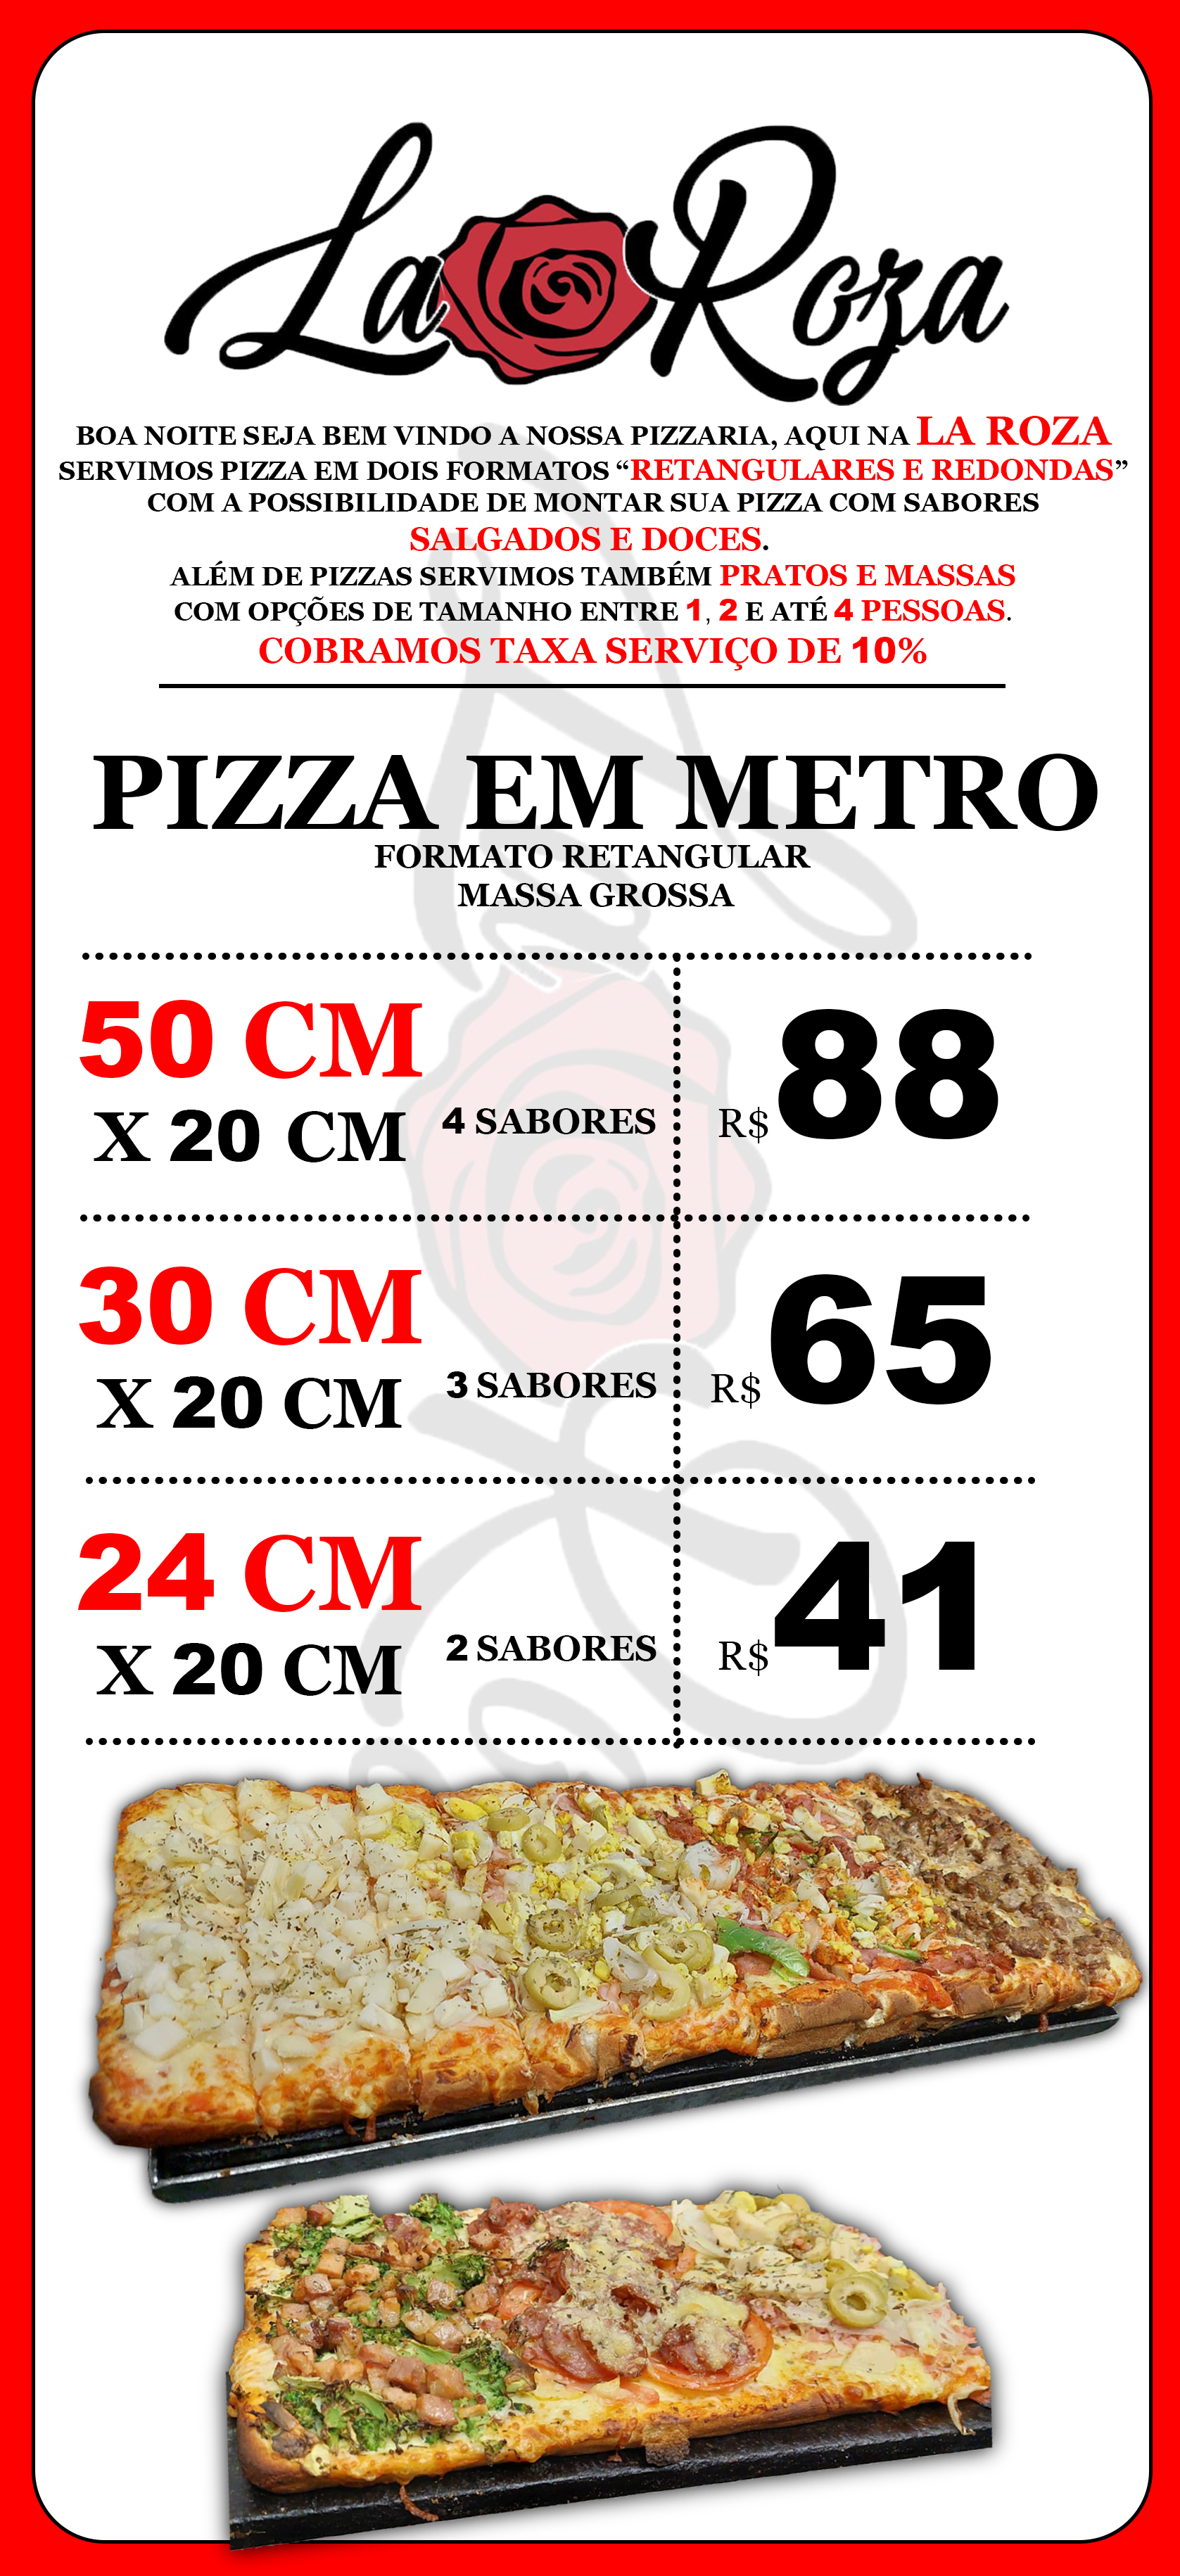 La Roza
BOA NOITE SEJA BEM VINDO A NOSSA PIZZARIA, AQUI NA LA ROZA
SERVIMOS PIZZA EM DOIS FORMATOS “RETANGULARES E REDONDAS”
COM A POSSIBILIDADE DE MONTAR SUA PIZZA COM SABORES
SALGADOS E DOCES.
ALÉM DE PIZZAS SERVIMOS TAMBÉM PRATOS E MASSAS
COM OPÇÕES DE TAMANHO ENTRE 1, 2 E ATÉ 4 PESSOAS.
COBRAMOS TAXA SERVIÇO DE 10%
PIZZA EM METRO
FORMATO RETANGULAR
MASSA GROSSA
50 CM
X 20 CM 4 SABORES R$ 88
30 CM
X 20 CM 3 SABORES R$ 65
24 CM
X 20 CM 2 SABORES R$ 41